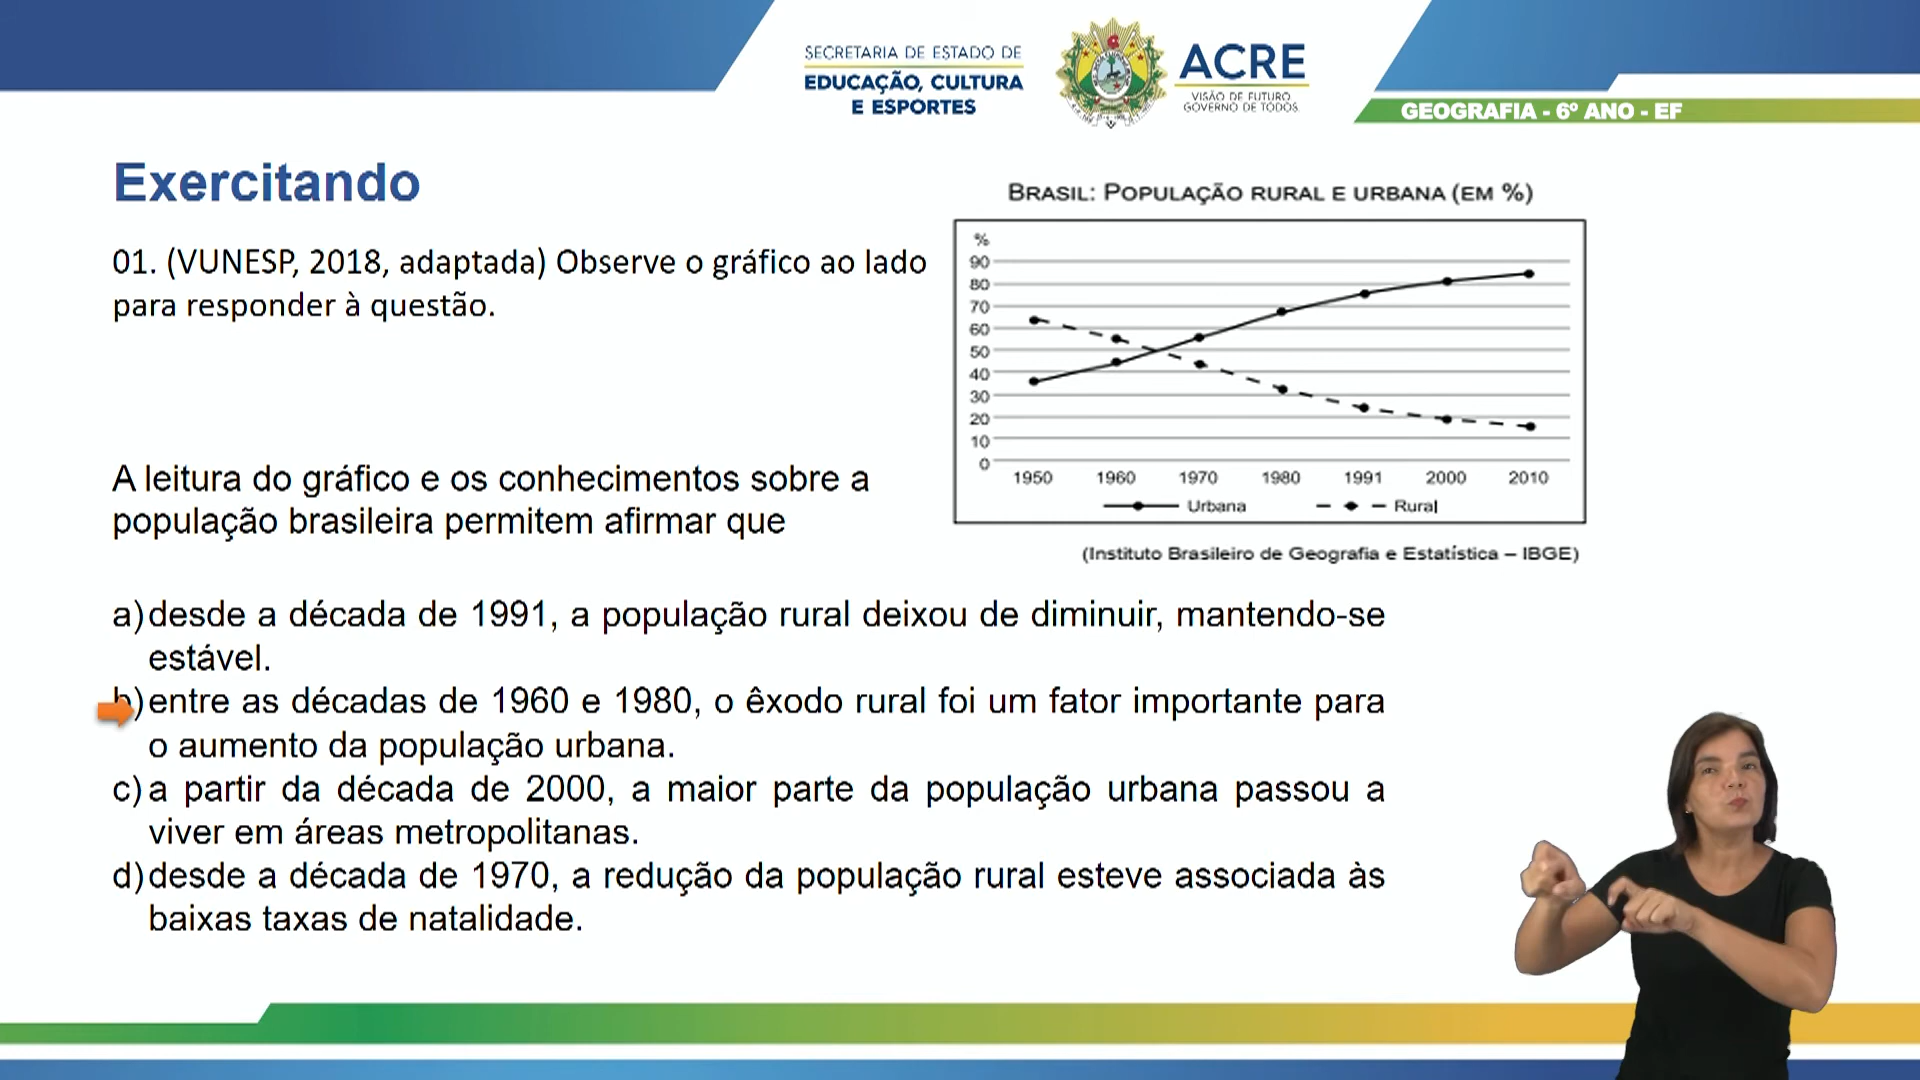 SECRETARIA DE ESTADO DE
EDUCAÇÃO, CULTURA
E ESPORTES
ACRE
VISÃO DE FUTURO
GOVERNO DE TODOS
GEOGRAFIA - 6º ANO - EF
Exercitando
01. (VUNESP, 2018, adaptada) Observe o gráfico ao lado
para responder à questão.
BRASIL: POPULAÇÃO RURAL E URBANA (EM %)
%
90
80
70
60
50
40
30
20
10
0
1950 1960 1970 1980 1991 2000 2010
Urbana Rural
(Instituto Brasileiro de Geografia e Estatística – IBGE)
A leitura do gráfico e os conhecimentos sobre a
população brasileira permitem afirmar que
a) desde a década de 1991, a população rural deixou de diminuir, mantendo-se
estável.
b) entre as décadas de 1960 e 1980, o êxodo rural foi um fator importante para
o aumento da população urbana.
c) a partir da década de 2000, a maior parte da população urbana passou a
viver em áreas metropolitanas.
d) desde a década de 1970, a redução da população rural esteve associada às
baixas taxas de natalidade.